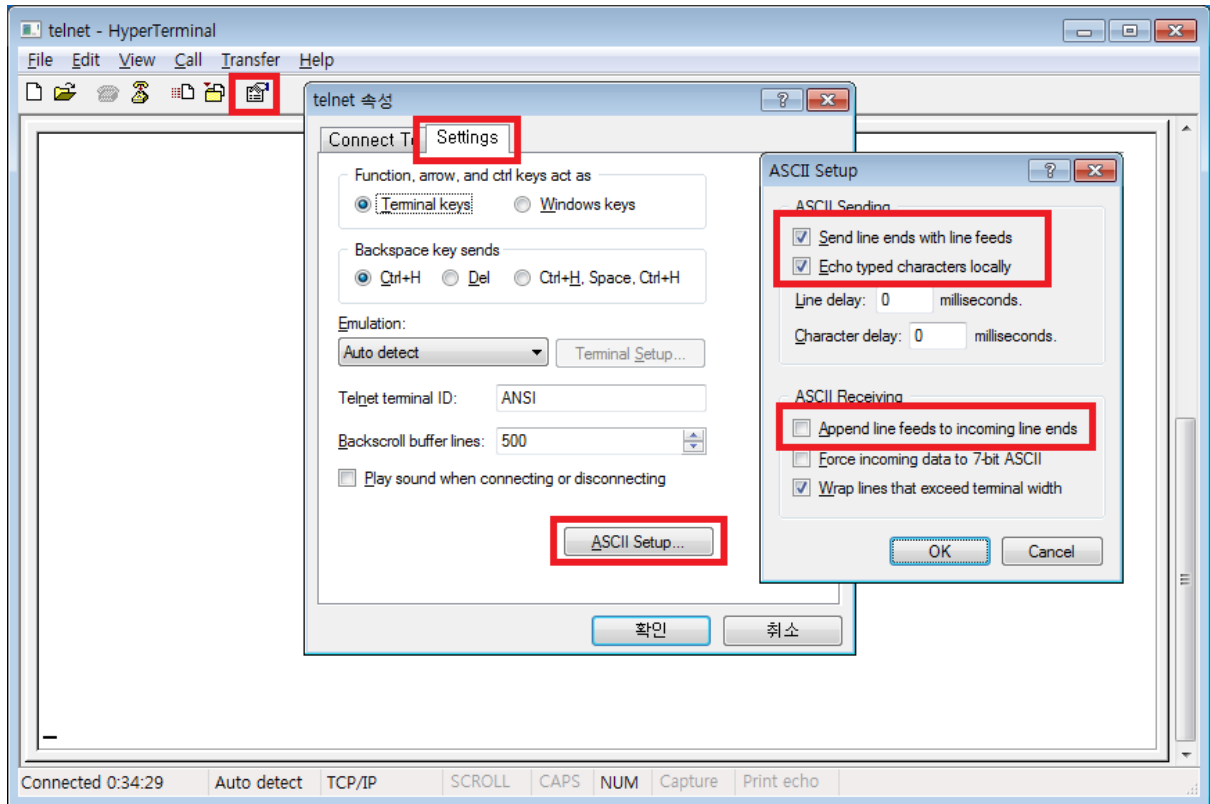 telnet - HyperTerminal
File Edit View Call Transfer Help
telnet 속성
Connect To Settings
Function, arrow, and ctrl keys act as
Terminal keys Windows keys
Backspace key sends
Ctrl+H Del Ctrl+H, Space, Ctrl+H
Emulation:
Auto detect Terminal Setup...
Telnet terminal ID: ANSI
Backscroll buffer lines: 500
Play sound when connecting or disconnecting
ASCII Setup...
확인 취소
ASCII Setup
ASCII Sending
Send line ends with line feeds
Echo typed characters locally
Line delay: 0 milliseconds.
Character delay: 0 milliseconds.
ASCII Receiving
Append line feeds to incoming line ends
Force incoming data to 7-bit ASCII
Wrap lines that exceed terminal width
OK Cancel
Connected 0:34:29 Auto detect TCP/IP SCROLL CAPS NUM Capture Print echo